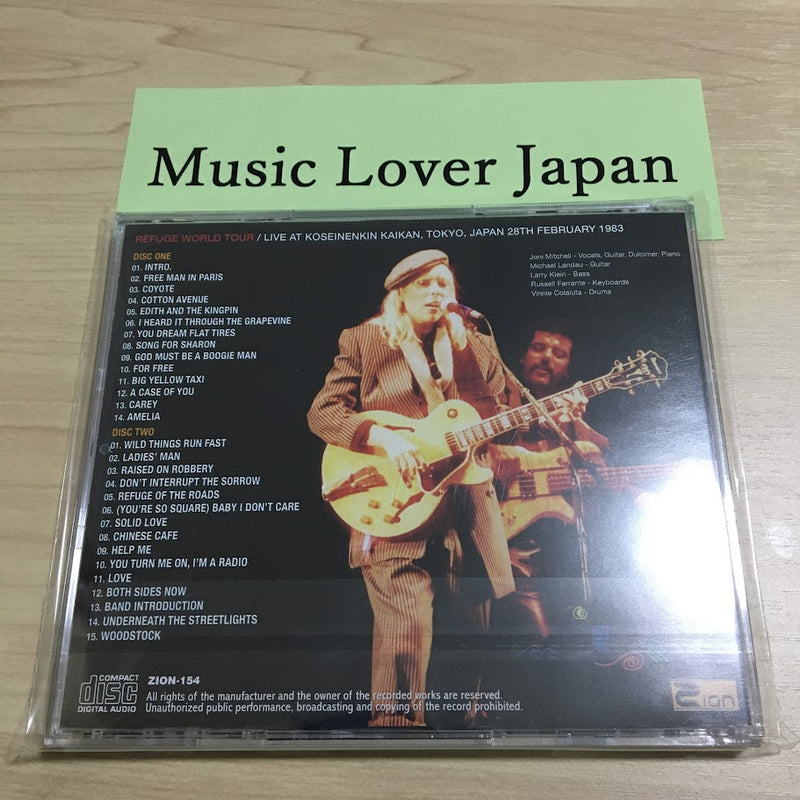 Music Lover Japan
REFUGE WORLD TOUR / LIVE AT KOSEINENKIN KAIKAN, TOKYO, JAPAN 28TH FEBRUARY 1983
DISC ONE
01. INTRO.
02. FREE MAN IN PARIS
03. COYOTE
04. COTTON AVENUE
05. EDITH AND THE KINGPIN
06. I HEARD IT THROUGH THE GRAPEVINE
07. YOU DREAM FLAT TIRES
08. SONG FOR SHARON
09. GOD MUST BE A BOOGIE MAN
10. FOR FREE
11. BIG YELLOW TAXI
12. A CASE OF YOU
13. CAREY
14. AMELIA
DISC TWO
01. WILD THINGS RUN FAST
02. LADIES' MAN
03. RAISED ON ROBBERY
04. DON'T INTERRUPT THE SORROW
05. REFUGE OF THE ROADS
06. (YOU'RE SO SQUARE) BABY I DON'T CARE
07. SOLID LOVE
08. CHINESE CAFE
09. HELP ME
10. YOU TURN ME ON, I'M A RADIO
11. LOVE
12. BOTH SIDES NOW
13. BAND INTRODUCTION
14. UNDERNEATH THE STREETLIGHTS
15. WOODSTOCK
Joni Mitchell - Vocals, Guitar, Dulcimer, Piano
Michael Landau - Guitar
Larry Klein - Bass
Russell Ferrante - Keyboards
Vinnie Colaiuta - Drums
COMPACT
disc
DIGITAL AUDIO
ZION-154
All rights of the manufacturer and the owner of the recorded works are reserved.
Unauthorized public performance, broadcasting and copying of the record prohibited.
Zion